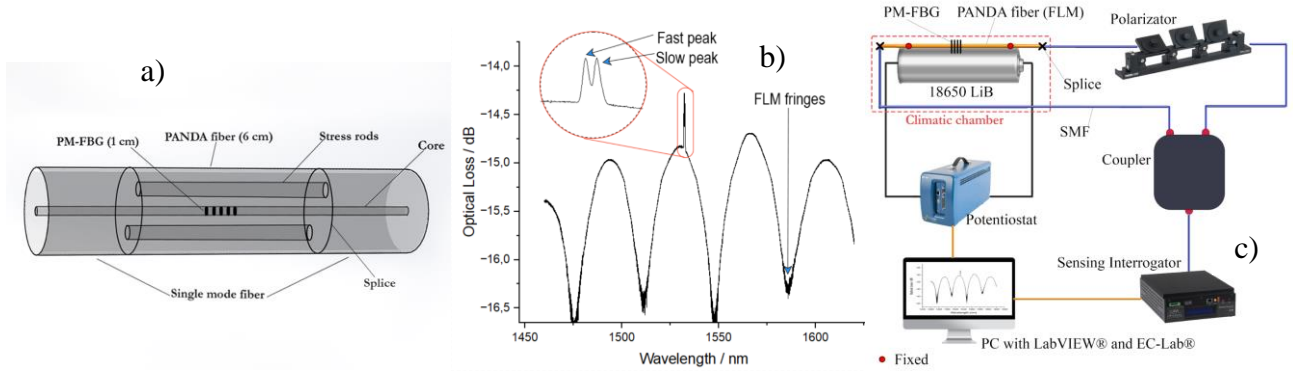 a)
PM-FBG (1 cm)
PANDA fiber (6 cm)
Stress rods
Core
Single mode fiber
Splice
b)
Fast peak
Slow peak
FLM fringes
Optical Loss / dB
−14.0
−14.5
−15.0
−15.5
−16.0
−16.5
1450
1500
1550
1600
Wavelength / nm
c)
PM-FBG
PANDA fiber (FLM)
Polarizator
18650 LiB
Splice
Climatic chamber
SMF
Coupler
Potentiostat
Sensing Interrogator
PC with LabVIEW® and EC-Lab®
Fixed